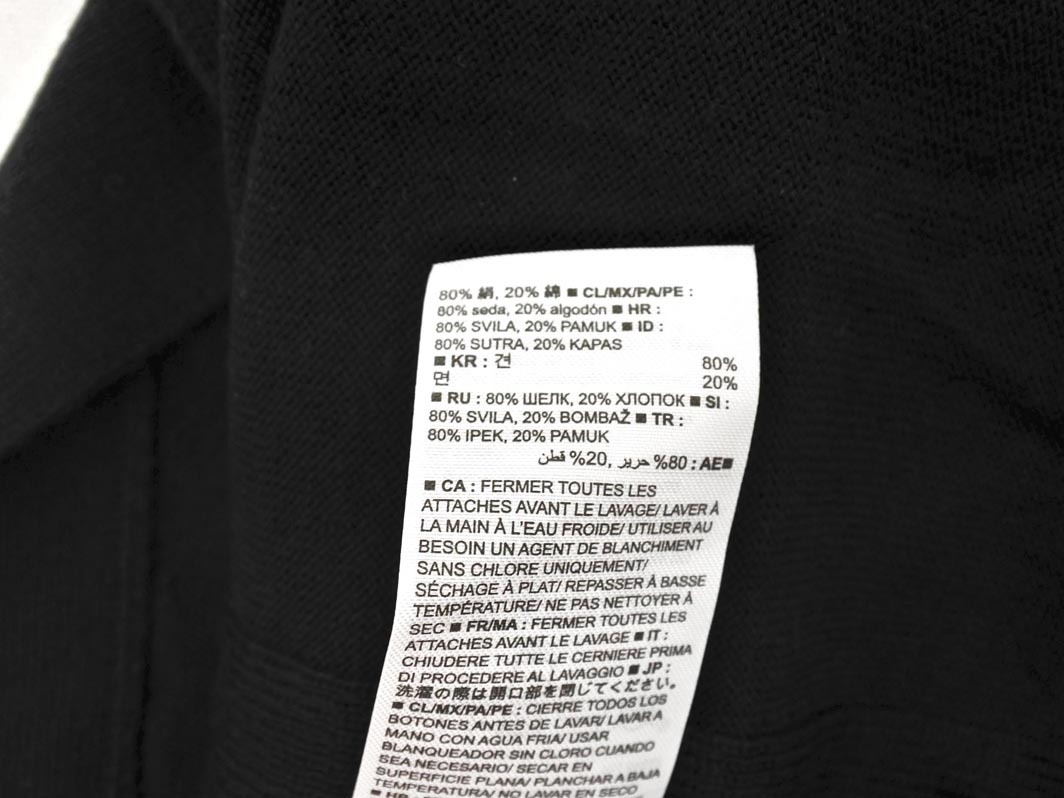 80% 絹, 20% 綿 ■ CL/MX/PA/PE :
80% seda, 20% algodón ■ HR :
80% SVILA, 20% PAMUK ■ ID :
80% SUTRA, 20% KAPAS
■ KR : 견 80%
면 20%
■ RU : 80% ШЕЛК, 20% ХЛОПОК ■ SI :
80% SVILA, 20% BOMBAŽ ■ TR :
80% IPEK, 20% PAMUK
■AE : 80% حرير, 20% قطن
■ CA : FERMER TOUTES LES
ATTACHES AVANT LE LAVAGE/ LAVER À
LA MAIN À L'EAU FROIDE/ UTILISER AU
BESOIN UN AGENT DE BLANCHIMENT
SANS CHLORE UNIQUEMENT/
SÉCHAGE À PLAT/ REPASSER À BASSE
TEMPÉRATURE/ NE PAS NETTOYER À
SEC ■ FR/MA : FERMER TOUTES LES
ATTACHES AVANT LE LAVAGE ■ IT :
CHIUDERE TUTTE LE CERNIERE PRIMA
DI PROCEDERE AL LAVAGGIO ■ JP :
洗濯の際は開口部を閉じてください。
■ CL/MX/PA/PE : CIERRE TODOS LOS
BOTONES ANTES DE LAVAR/ LAVAR A
MANO CON AGUA FRIA/ USAR
BLANQUEADOR SIN CLORO CUANDO
SEA NECESARIO/ SECAR EN
SUPERFICIE PLANA/ PLANCHAR A BAJA
TEMPERATURA/ NO LAVAR EN SECO